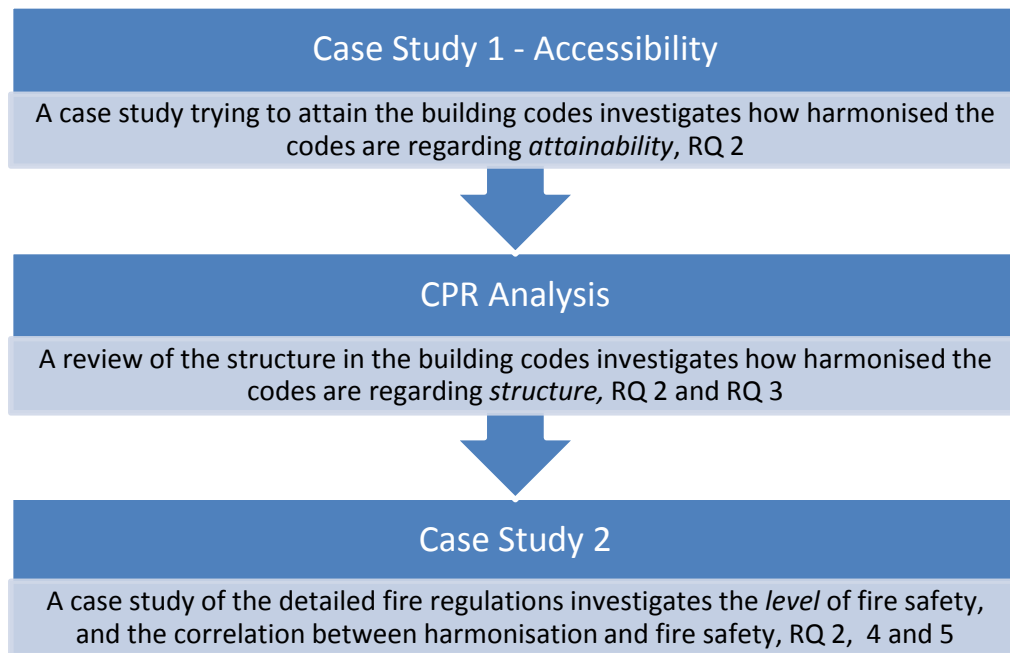 Case Study 1 - Accessibility
A case study trying to attain the building codes investigates how harmonised the
codes are regarding attainability, RQ 2
CPR Analysis
A review of the structure in the building codes investigates how harmonised the
codes are regarding structure, RQ 2 and RQ 3
Case Study 2
A case study of the detailed fire regulations investigates the level of fire safety,
and the correlation between harmonisation and fire safety, RQ 2, 4 and 5